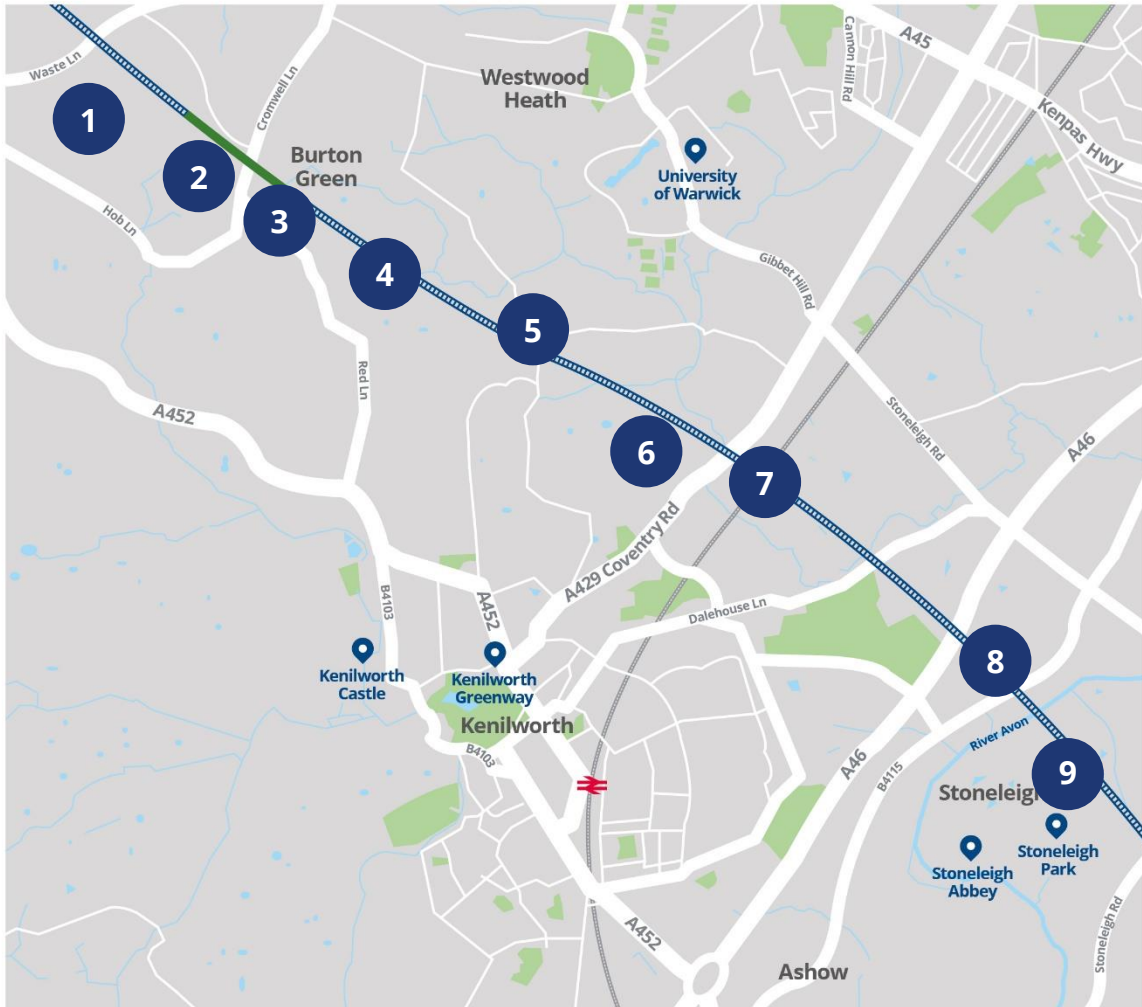 A45
Cannon Hill Rd
Waste Ln
Westwood
Heath
Kenpas Hwy
1
Cromwell Ln
Burton
Green
University
of Warwick
2
3
Hob Ln
4
Gibbet Hill Rd
5
Red Ln
A452
Stoneleigh Rd
A46
6
7
A429 Coventry Rd
B4103
A452
Dalehouse Ln
Kenilworth
Castle
Kenilworth
Greenway
8
Kenilworth
River Avon
B4103
A46
B4115
9
Stoneleig
Stoneleigh
Park
Stoneleigh
Abbey
Stoneleigh Rd
A452
Ashow